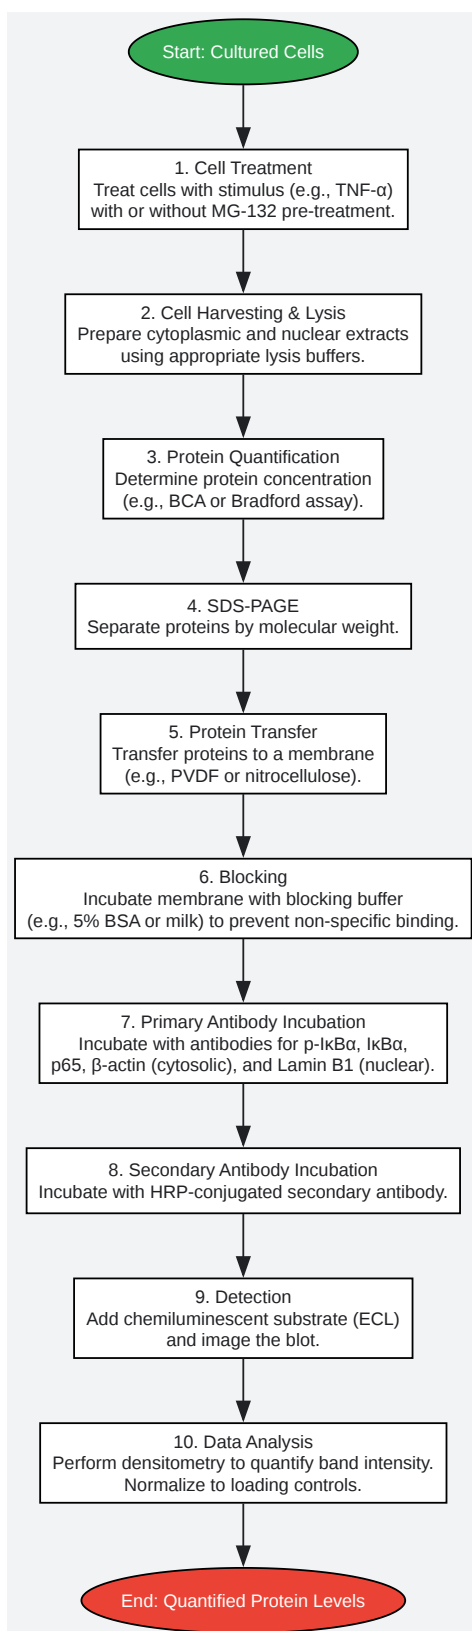 Start: Cultured Cells
1. Cell Treatment
Treat cells with stimulus (e.g., TNF-α)
with or without MG-132 pre-treatment.
2. Cell Harvesting & Lysis
Prepare cytoplasmic and nuclear extracts
using appropriate lysis buffers.
3. Protein Quantification
Determine protein concentration
(e.g., BCA or Bradford assay).
4. SDS-PAGE
Separate proteins by molecular weight.
5. Protein Transfer
Transfer proteins to a membrane
(e.g., PVDF or nitrocellulose).
6. Blocking
Incubate membrane with blocking buffer
(e.g., 5% BSA or milk) to prevent non-specific binding.
7. Primary Antibody Incubation
Incubate with antibodies for p-IκBα, IκBα,
p65, β-actin (cytosolic), and Lamin B1 (nuclear).
8. Secondary Antibody Incubation
Incubate with HRP-conjugated secondary antibody.
9. Detection
Add chemiluminescent substrate (ECL)
and image the blot.
10. Data Analysis
Perform densitometry to quantify band intensity.
Normalize to loading controls.
End: Quantified Protein Levels